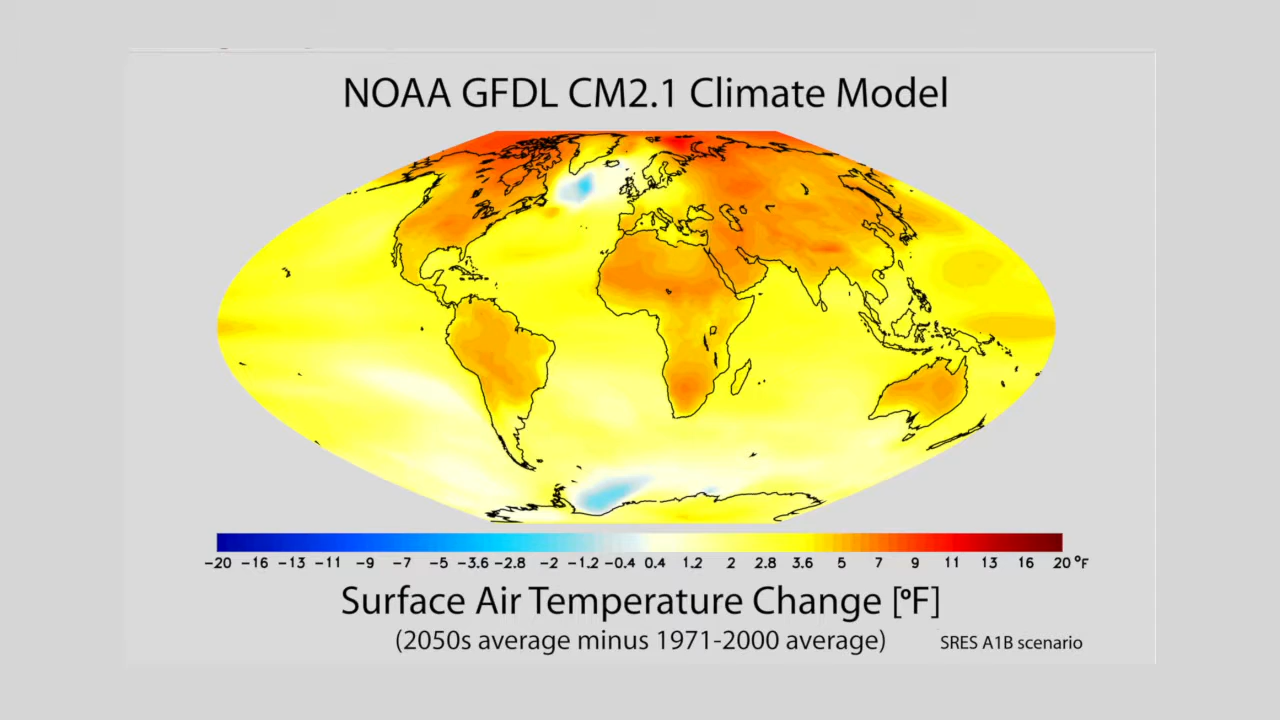 NOAA GFDL CM2.1 Climate Model
-20 -16 -13 -11 -9 -7 -5 -3.6 -2.8 -2 -1.2 -0.4 0.4 1.2 2 2.8 3.6 5 7 9 11 13 16 20 ºF
Surface Air Temperature Change [ºF]
(2050s average minus 1971-2000 average) SRES A1B scenario